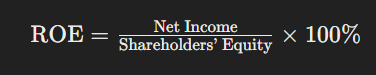 ROE = Net Income / Shareholders' Equity × 100%